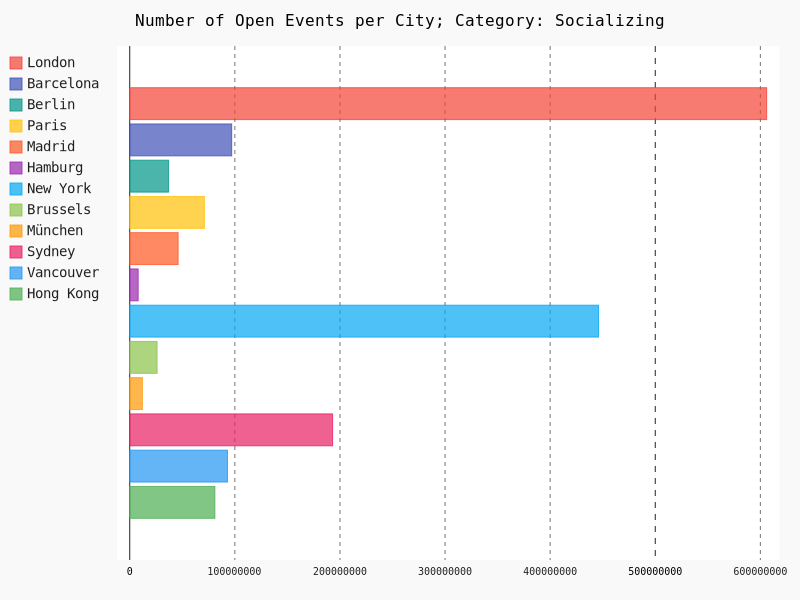 Number of Open Events per City; Category: Socializing
London
Barcelona
Berlin
Paris
Madrid
Hamburg
New York
Brussels
München
Sydney
Vancouver
Hong Kong
0 100000000 200000000 300000000 400000000 500000000 600000000